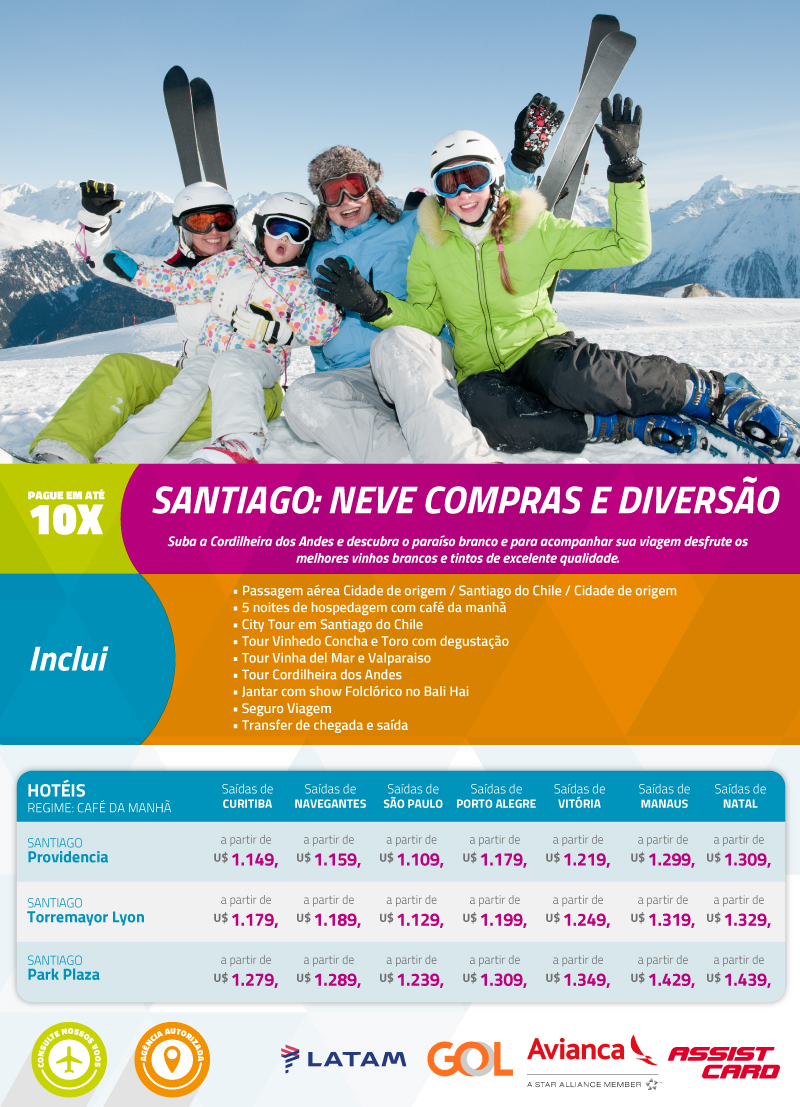 PAGUE EM ATÉ
10X
SANTIAGO: NEVE COMPRAS E DIVERSÃO
Suba a Cordilheira dos Andes e descubra o paraíso branco e para acompanhar sua viagem desfrute os
melhores vinhos brancos e tintos de excelente qualidade.
Inclui
• Passagem aérea Cidade de origem / Santiago do Chile / Cidade de origem
• 5 noites de hospedagem com café da manhã
• City Tour em Santiago do Chile
• Tour Vinhedo Concha e Toro com degustação
• Tour Vinha del Mar e Valparaiso
• Tour Cordilheira dos Andes
• Jantar com show Folclórico no Bali Hai
• Seguro Viagem
• Transfer de chegada e saída
HOTÉIS Saídas de Saídas de Saídas de Saídas de Saídas de Saídas de Saídas de
REGIME: CAFÉ DA MANHÃ CURITIBA NAVEGANTES SÃO PAULO PORTO ALEGRE VITÓRIA MANAUS NATAL
SANTIAGO a partir de a partir de a partir de a partir de a partir de a partir de a partir de
Providencia U$ 1.149, U$ 1.159, U$ 1.109, U$ 1.179, U$ 1.219, U$ 1.299, U$ 1.309,
SANTIAGO a partir de a partir de a partir de a partir de a partir de a partir de a partir de
Torremayor Lyon U$ 1.179, U$ 1.189, U$ 1.129, U$ 1.199, U$ 1.249, U$ 1.319, U$ 1.329,
SANTIAGO a partir de a partir de a partir de a partir de a partir de a partir de a partir de
Park Plaza U$ 1.279, U$ 1.289, U$ 1.239, U$ 1.309, U$ 1.349, U$ 1.429, U$ 1.439,
CONSULTE NOSSOS VOOS
AGÊNCIA AUTORIZADA
LATAM
GOL
Avianca
A STAR ALLIANCE MEMBER
ASSIST
CARD